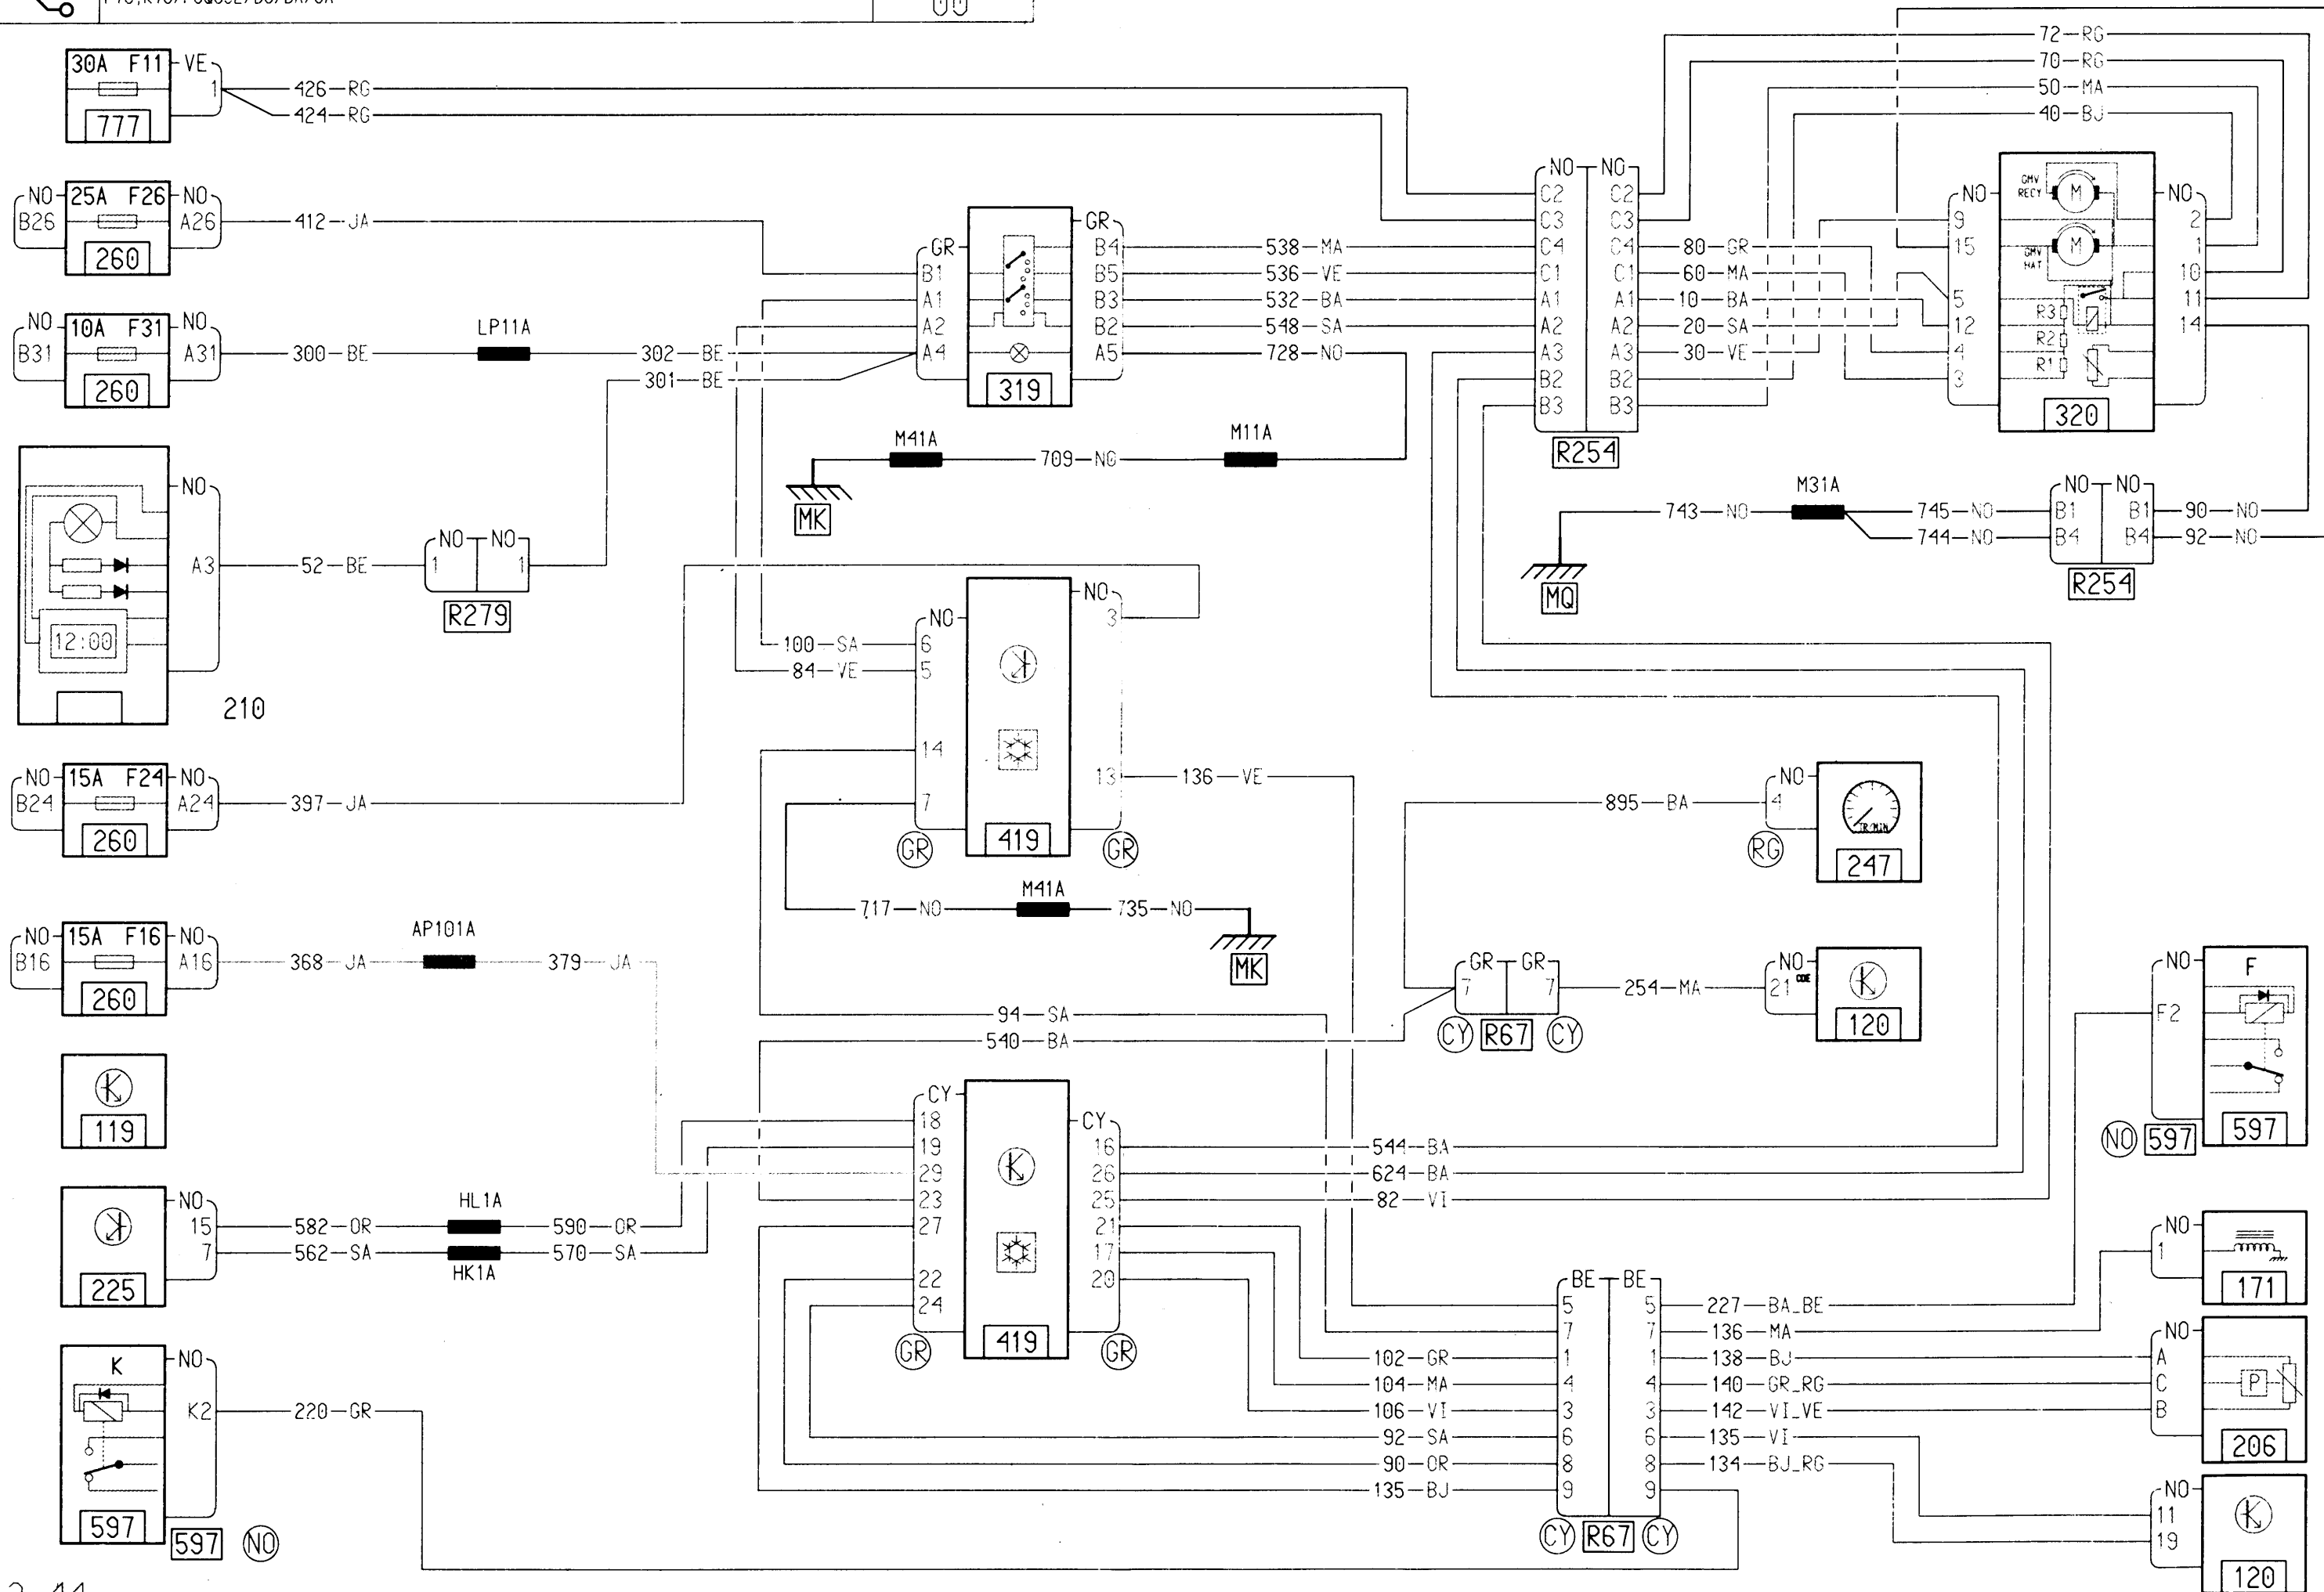 00
30A F11 VE
1
777
426 RG
424 RG
72 RG
70 RG
50 MA
40 BJ
NO 25A F26 NO
B26 A26
260
412 JA
NO 10A F31 NO
B31 A31
260
300 BE
LP11A
302 BE
301 BE
GR
B1
A1
A2
A4
319
GR
B4
B5
B3
B2
A5
538 MA
536 VE
532 BA
548 SA
728 NO
NO NO
C2 C2
C3 C3
C4 C4
C1 C1
A1 A1
A2 A2
A3 A3
B2 B2
B3 B3
R254
80 GR
60 MA
10 BA
20 SA
30 VE
NO
9
15
5
12
4
3
GMV
RECY
M
GMV
HAT
M
R3
R2
R1
320
NO
2
1
10
11
14
M41A
709 NO
M11A
MK
M31A
743 NO
745 NO
744 NO
NO NO
B1 B1
B4 B4
90 NO
92 NO
R254
MQ
NO
A3
12:00
210
52 BE
NO NO
1 1
R279
100 SA
84 VE
NO
6
5
14
7
GR
419
NO
3
13
GR
136 VE
NO 15A F24 NO
B24 A24
260
397 JA
895 BA
NO
4
RG
TR/MIN
247
717 NO
M41A
735 NO
MK
NO 15A F16 NO
B16 A16
260
368 JA
AP101A
379 JA
94 SA
540 BA
GR GR
7 7
CY R67 CY
254 MA
NO
21
120
NO
F2
F
597
NO 597
119
CY
18
19
29
23
27
22
24
GR
419
CY
16
26
25
21
17
20
GR
544 BA
624 BA
82 VI
NO
15
7
225
582 OR
HL1A
590 OR
562 SA
HK1A
570 SA
NO
1
171
BE BE
5 5
7 7
1 1
4 4
3 3
6 6
8 8
9 9
CY R67 CY
102 GR
104 MA
106 VI
92 SA
90 OR
135 BJ
227 BA_BE
136 MA
138 BJ
140 GR_RG
142 VI_VE
135 VI
134 BJ_RG
NO
A
C
B
P
206
K
NO
K2
597
597 NO
220 GR
NO
11
19
120